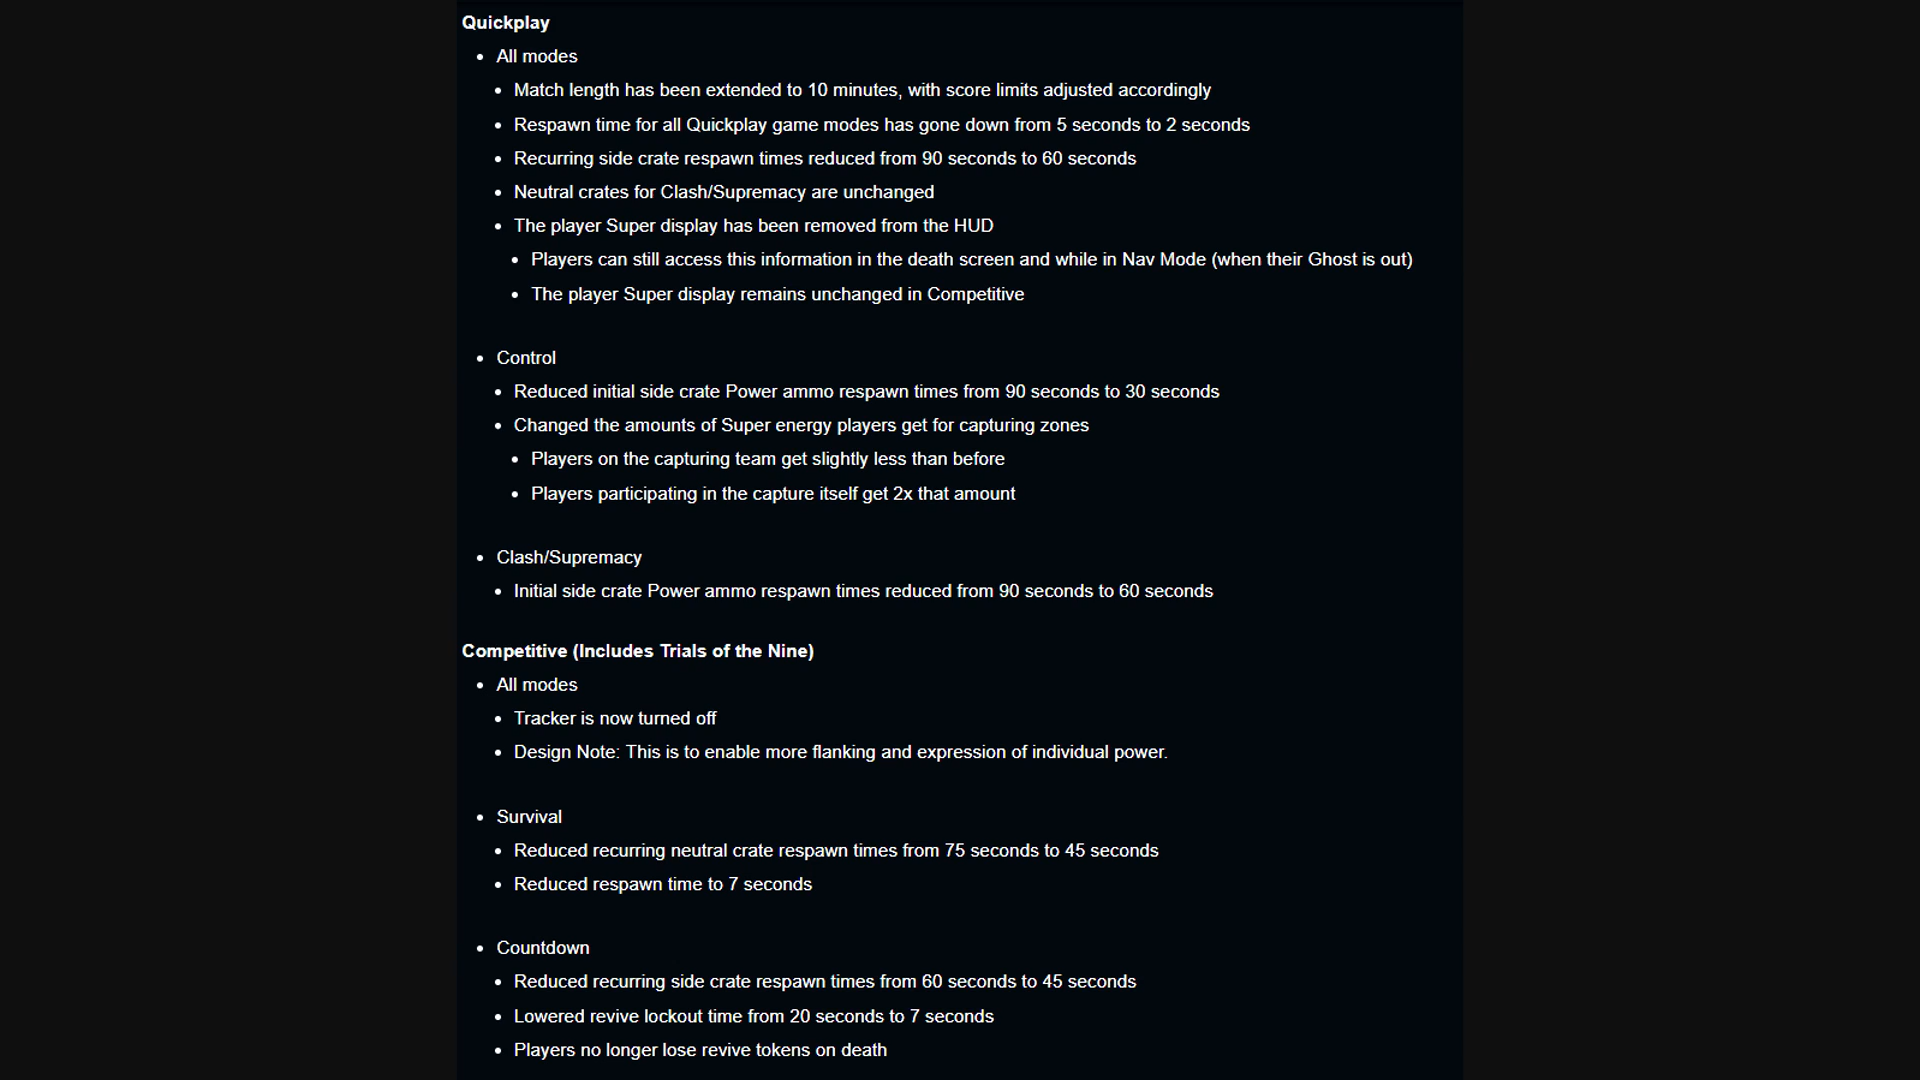 Quickplay
• All modes
• Match length has been extended to 10 minutes, with score limits adjusted accordingly
• Respawn time for all Quickplay game modes has gone down from 5 seconds to 2 seconds
• Recurring side crate respawn times reduced from 90 seconds to 60 seconds
• Neutral crates for Clash/Supremacy are unchanged
• The player Super display has been removed from the HUD
• Players can still access this information in the death screen and while in Nav Mode (when their Ghost is out)
• The player Super display remains unchanged in Competitive
• Control
• Reduced initial side crate Power ammo respawn times from 90 seconds to 30 seconds
• Changed the amounts of Super energy players get for capturing zones
• Players on the capturing team get slightly less than before
• Players participating in the capture itself get 2x that amount
• Clash/Supremacy
• Initial side crate Power ammo respawn times reduced from 90 seconds to 60 seconds
Competitive (Includes Trials of the Nine)
• All modes
• Tracker is now turned off
• Design Note: This is to enable more flanking and expression of individual power.
• Survival
• Reduced recurring neutral crate respawn times from 75 seconds to 45 seconds
• Reduced respawn time to 7 seconds
• Countdown
• Reduced recurring side crate respawn times from 60 seconds to 45 seconds
• Lowered revive lockout time from 20 seconds to 7 seconds
• Players no longer lose revive tokens on death